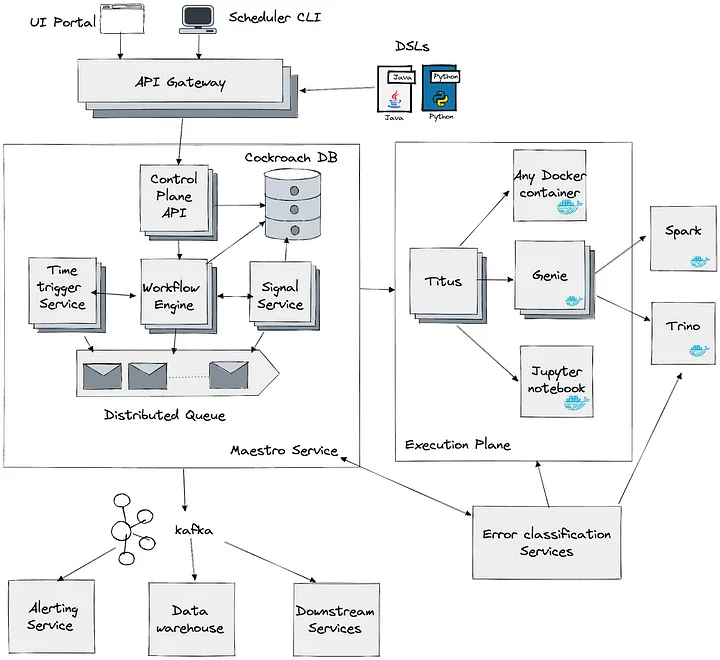 UI Portal
Scheduler CLI
DSLs
API Gateway
Java
Python
Java
Python
Cockroach DB
Control
Plane
API
Time
trigger
Service
Workflow
Engine
Signal
Service
Distributed Queue
Maestro Service
Any Docker
container
Titus
Genie
Jupyter
notebook
Execution Plane
Spark
Trino
Error classification
Services
kafka
Alerting
Service
Data
warehouse
Downstream
Services